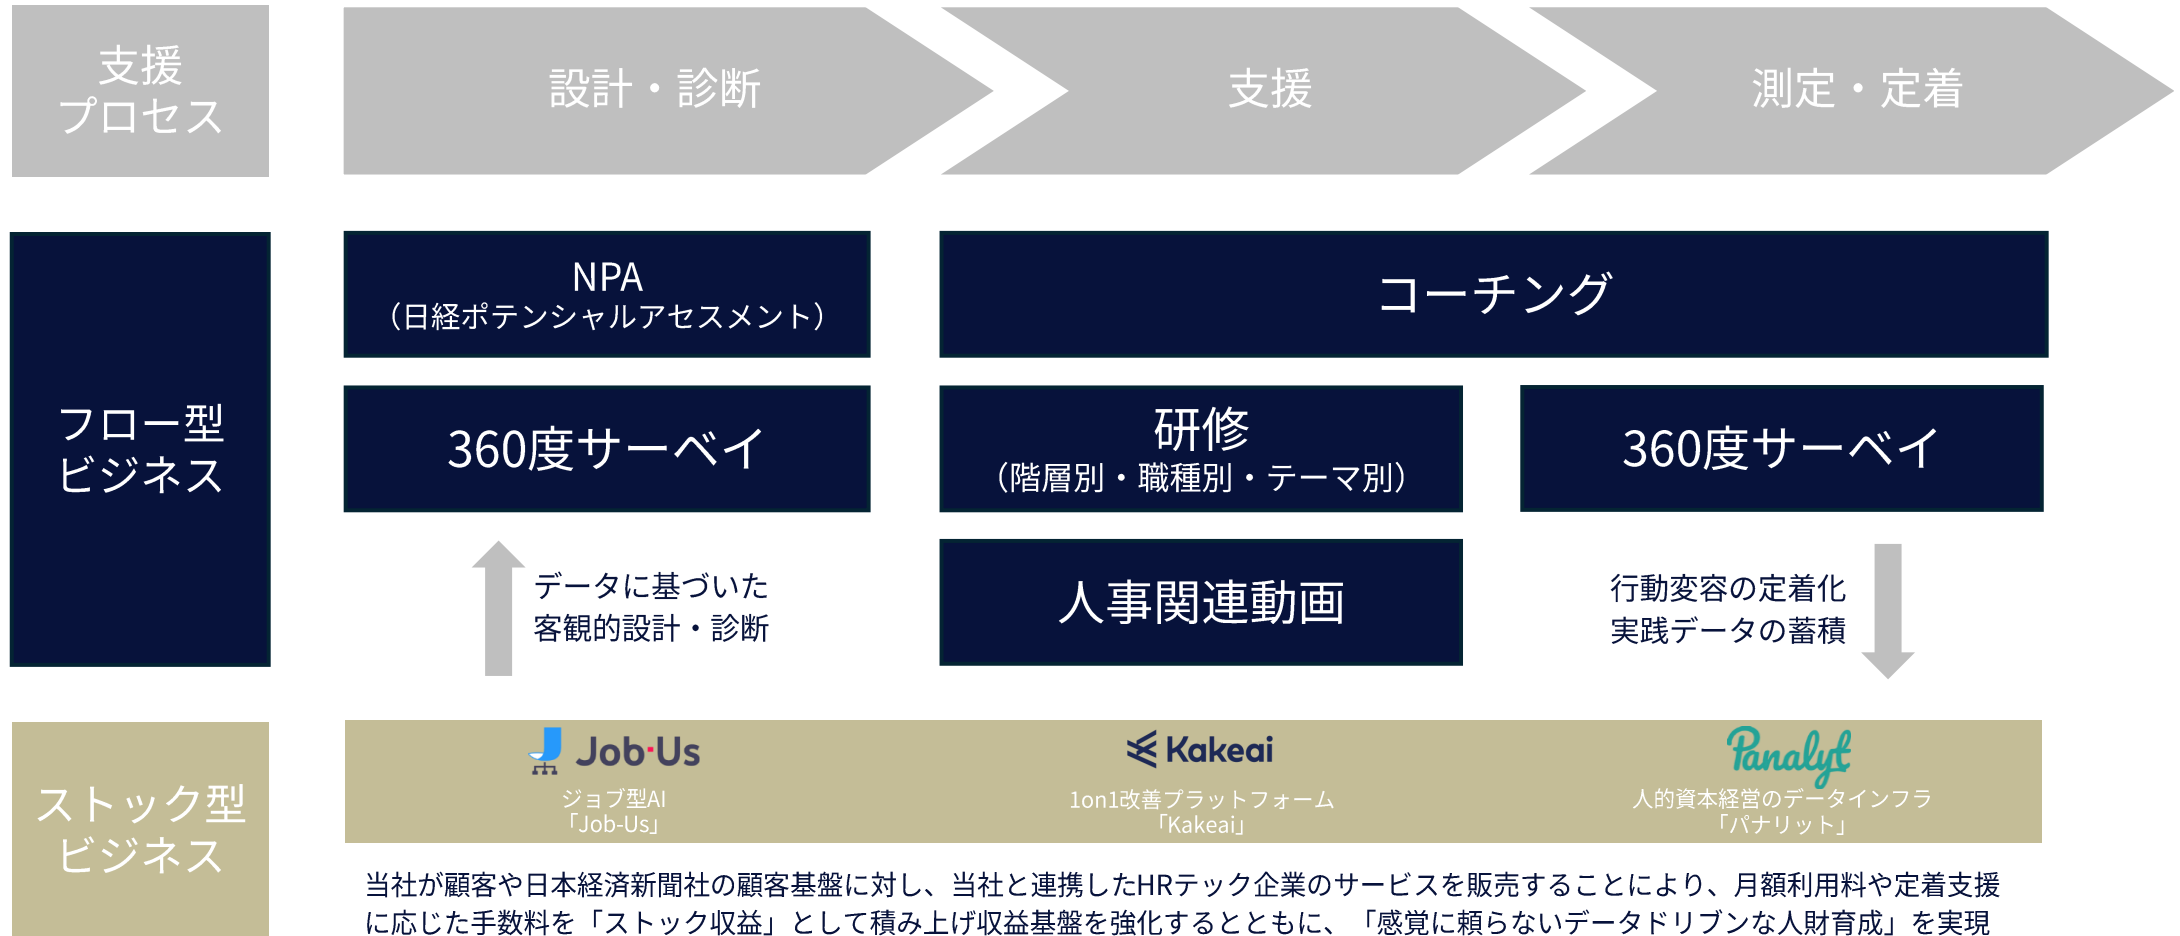 支援
プロセス
設計・診断
支援
測定・定着
フロー型
ビジネス
NPA
（日経ポテンシャルアセスメント）
コーチング
360度サーベイ
研修
（階層別・職種別・テーマ別）
360度サーベイ
人事関連動画
データに基づいた
客観的設計・診断
行動変容の定着化
実践データの蓄積
ストック型
ビジネス
Job-Us
ジョブ型AI
「Job-Us」
Kakeai
1on1改善プラットフォーム
「Kakeai」
Panalyt
人的資本経営のデータインフラ
「パナリット」
当社が顧客や日本経済新聞社の顧客基盤に対し、当社と連携したHRテック企業のサービスを販売することにより、月額利用料や定着支援
に応じた手数料を「ストック収益」として積み上げ収益基盤を強化するとともに、「感覚に頼らないデータドリブンな人財育成」を実現